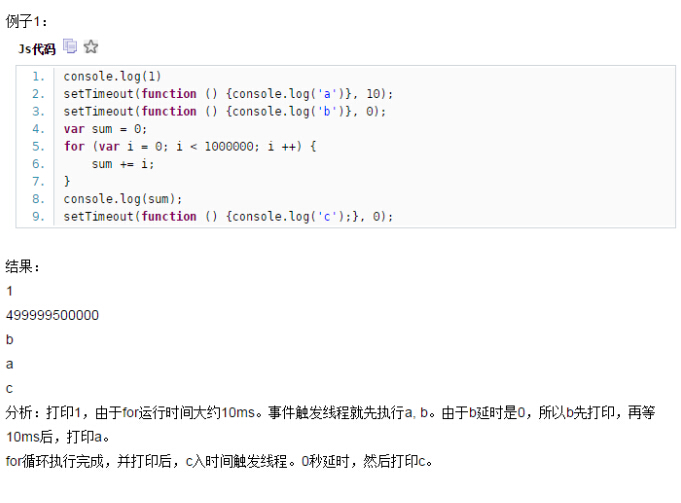 例子1：
Js代码
1. console.log(1)
2. setTimeout(function () {console.log('a')}, 10);
3. setTimeout(function () {console.log('b')}, 0);
4. var sum = 0;
5. for (var i = 0; i < 1000000; i ++) {
6.     sum += i;
7. }
8. console.log(sum);
9. setTimeout(function () {console.log('c');}, 0);
结果：
1
499999500000
b
a
c
分析：打印1，由于for运行时间大约10ms。事件触发线程就先执行a, b。由于b延时是0，所以b先打印，再等
10ms后，打印a。
for循环执行完成，并打印后，c入时间触发线程。0秒延时，然后打印c。